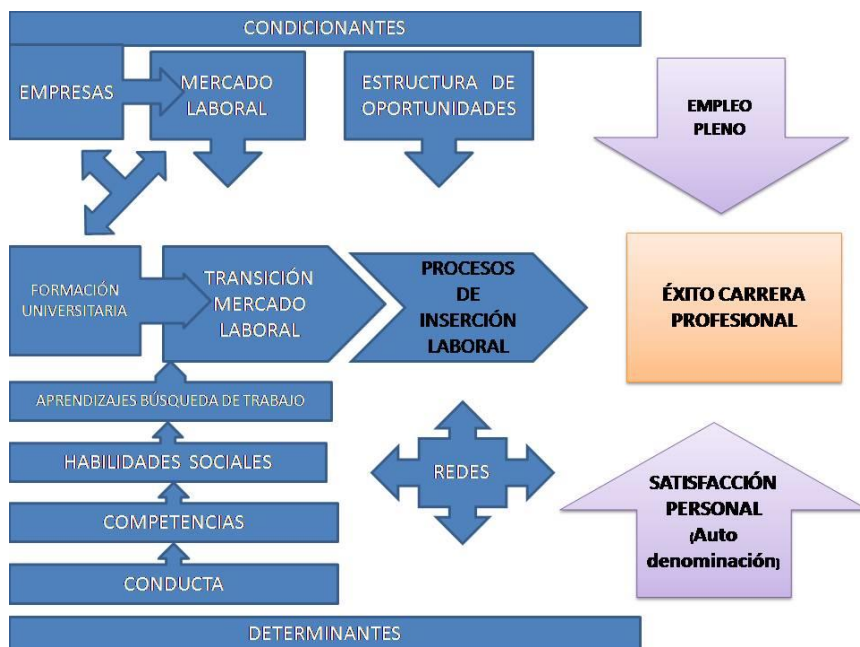 CONDICIONANTES
EMPRESAS
MERCADO
LABORAL
ESTRUCTURA DE
OPORTUNIDADES
EMPLEO
PLENO
FORMACIÓN
UNIVERSITARIA
TRANSICIÓN
MERCADO
LABORAL
PROCESOS
DE
INSERCIÓN
LABORAL
ÉXITO CARRERA
PROFESIONAL
APRENDIZAJES BÚSQUEDA DE TRABAJO
HABILIDADES SOCIALES
COMPETENCIAS
CONDUCTA
REDES
SATISFACCIÓN
PERSONAL
(Auto
denominación)
DETERMINANTES